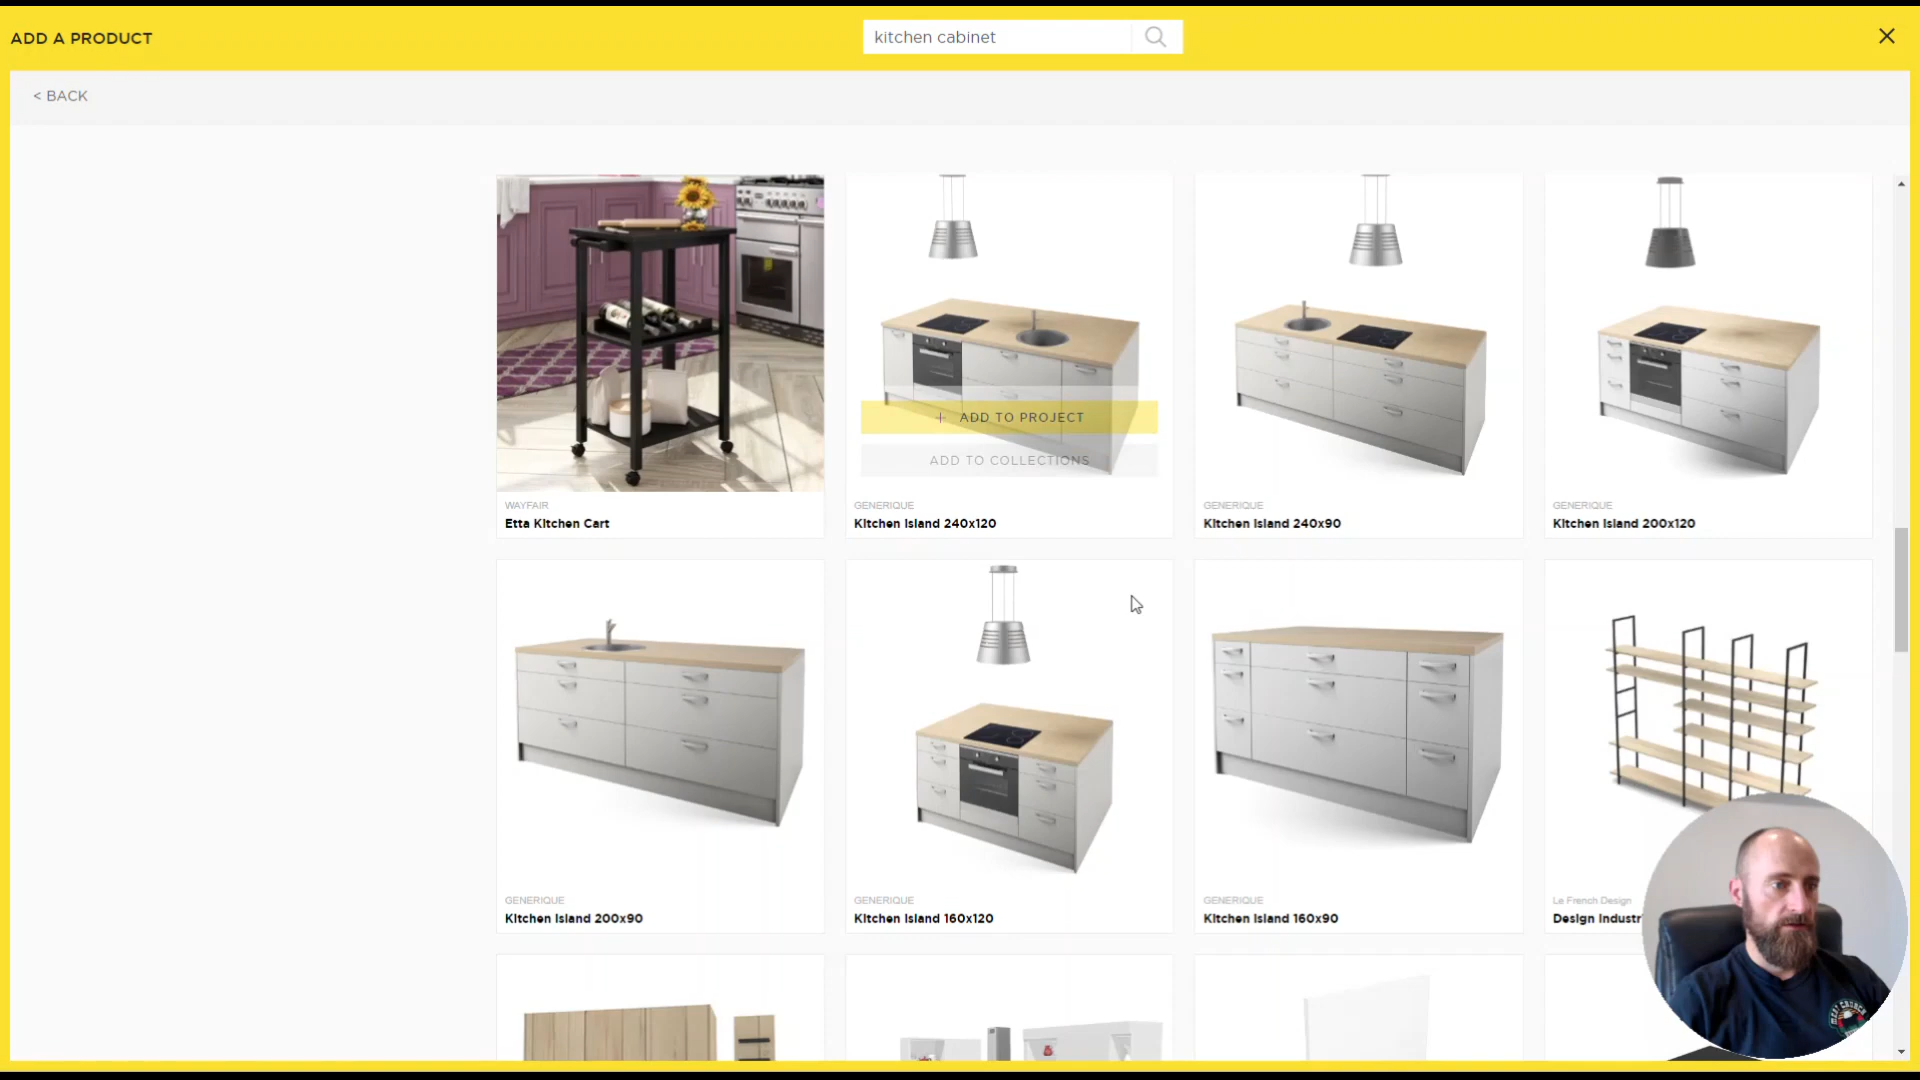 ADD A PRODUCT
kitchen cabinet
< BACK
+ ADD TO PROJECT
ADD TO COLLECTIONS
WAYFAIR
Etta Kitchen Cart
GENERIQUE
Kitchen Island 240x120
GENERIQUE
Kitchen Island 240x90
GENERIQUE
Kitchen Island 200x120
GENERIQUE
Kitchen Island 200x90
GENERIQUE
Kitchen Island 160x120
GENERIQUE
Kitchen Island 160x90
Le French Design
Design